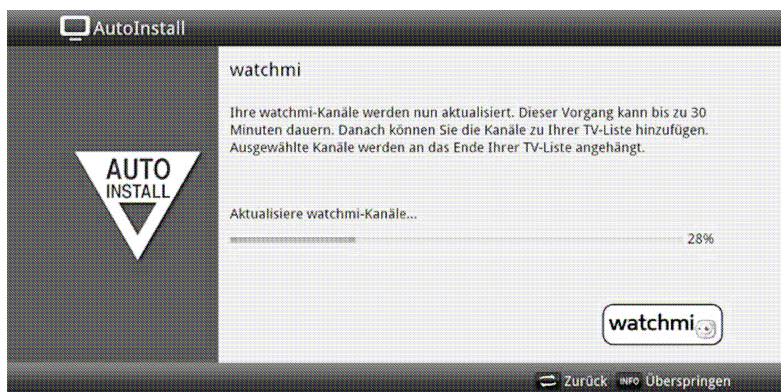 AutoInstall
watchmi
Ihre watchmi-Kanäle werden nun aktualisiert. Dieser Vorgang kann bis zu 30
Minuten dauern. Danach können Sie die Kanäle zu Ihrer TV-Liste hinzufügen.
Ausgewählte Kanäle werden an das Ende Ihrer TV-Liste angehängt.
AUTO
INSTALL
Aktualisiere watchmi-Kanäle...
28%
watchmi
Zurück INFO Überspringen